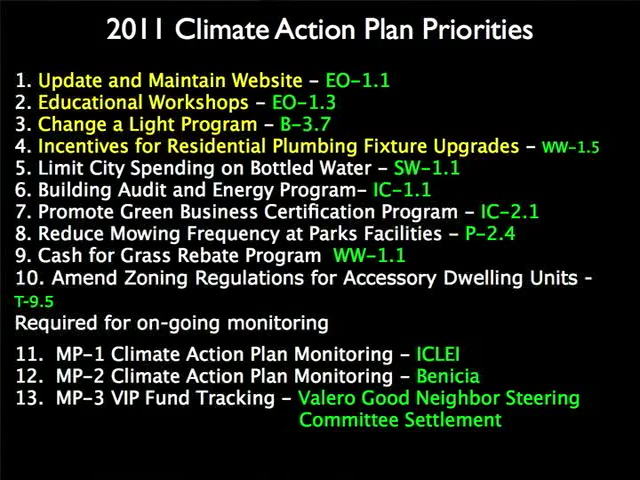 2011 Climate Action Plan Priorities
1. Update and Maintain Website – EO-1.1
2. Educational Workshops – EO-1.3
3. Change a Light Program – B-3.7
4. Incentives for Residential Plumbing Fixture Upgrades – WW-1.5
5. Limit City Spending on Bottled Water – SW-1.1
6. Building Audit and Energy Program– IC-1.1
7. Promote Green Business Certification Program – IC-2.1
8. Reduce Mowing Frequency at Parks Facilities – P-2.4
9. Cash for Grass Rebate Program WW-1.1
10. Amend Zoning Regulations for Accessory Dwelling Units -
T-9.5
Required for on-going monitoring
11. MP-1 Climate Action Plan Monitoring – ICLEI
12. MP-2 Climate Action Plan Monitoring – Benicia
13. MP-3 VIP Fund Tracking – Valero Good Neighbor Steering
Committee Settlement